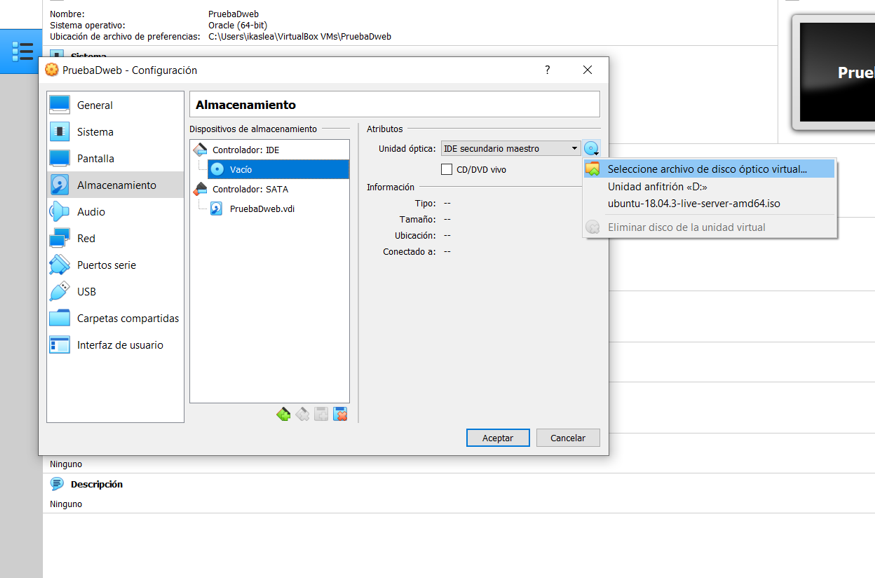 Nombre: PruebaDweb
Sistema operativo: Oracle (64-bit)
Ubicación de archivo de preferencias: C:\Users\ikaslea\VirtualBox VMs\PruebaDweb
Sistema
PruebaDweb - Configuración
?
General
Sistema
Pantalla
Almacenamiento
Audio
Red
Puertos serie
USB
Carpetas compartidas
Interfaz de usuario
Almacenamiento
Dispositivos de almacenamiento
Controlador: IDE
Vacío
Controlador: SATA
PruebaDweb.vdi
Atributos
Unidad óptica: IDE secundario maestro
CD/DVD vivo
Información
Tipo: --
Tamaño: --
Ubicación: --
Conectado a: --
Seleccione archivo de disco óptico virtual...
Unidad anfitrión «D:»
ubuntu-18.04.3-live-server-amd64.iso
Eliminar disco de la unidad virtual
Aceptar
Cancelar
Ninguno
Descripción
Ninguno